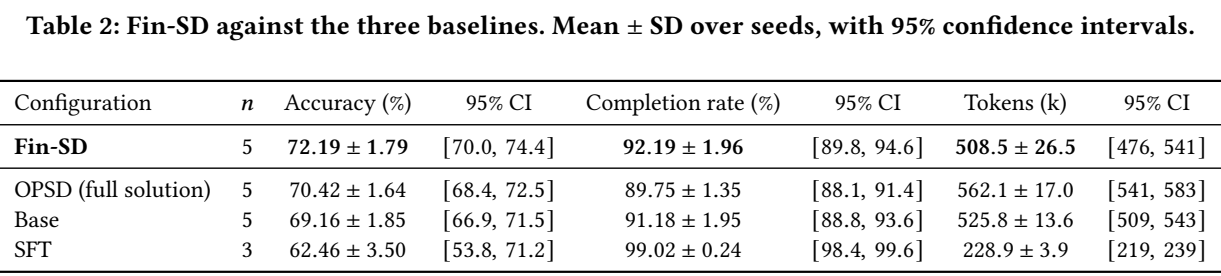 Table 2: Fin-SD against the three baselines. Mean ± SD over seeds, with 95% confidence intervals.
Configuration n Accuracy (%) 95% CI Completion rate (%) 95% CI Tokens (k) 95% CI
Fin-SD 5 72.19 ± 1.79 [70.0, 74.4] 92.19 ± 1.96 [89.8, 94.6] 508.5 ± 26.5 [476, 541]
OPSD (full solution) 5 70.42 ± 1.64 [68.4, 72.5] 89.75 ± 1.35 [88.1, 91.4] 562.1 ± 17.0 [541, 583]
Base 5 69.16 ± 1.85 [66.9, 71.5] 91.18 ± 1.95 [88.8, 93.6] 525.8 ± 13.6 [509, 543]
SFT 3 62.46 ± 3.50 [53.8, 71.2] 99.02 ± 0.24 [98.4, 99.6] 228.9 ± 3.9 [219, 239]